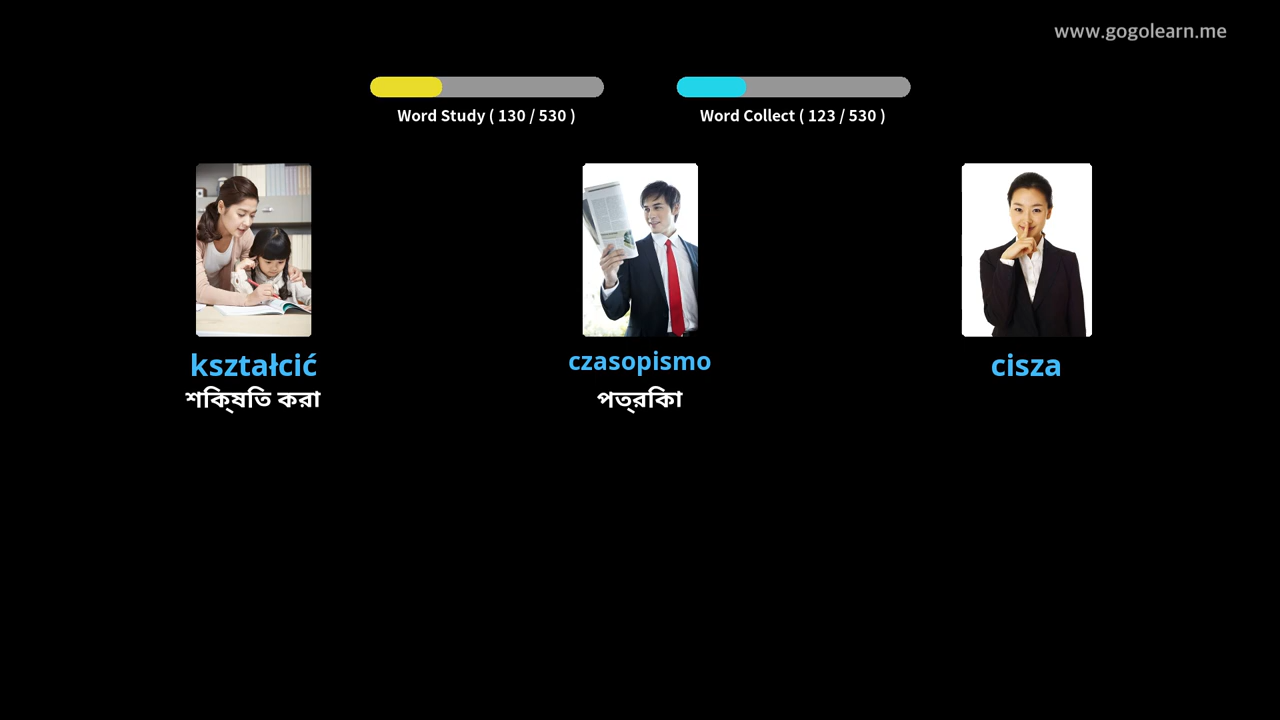 www.gogolearn.me
Word Study ( 130 / 530 )
Word Collect ( 123 / 530 )
kształcić
czasopismo
cisza
শিক্ষিত করা
পত্রিকা